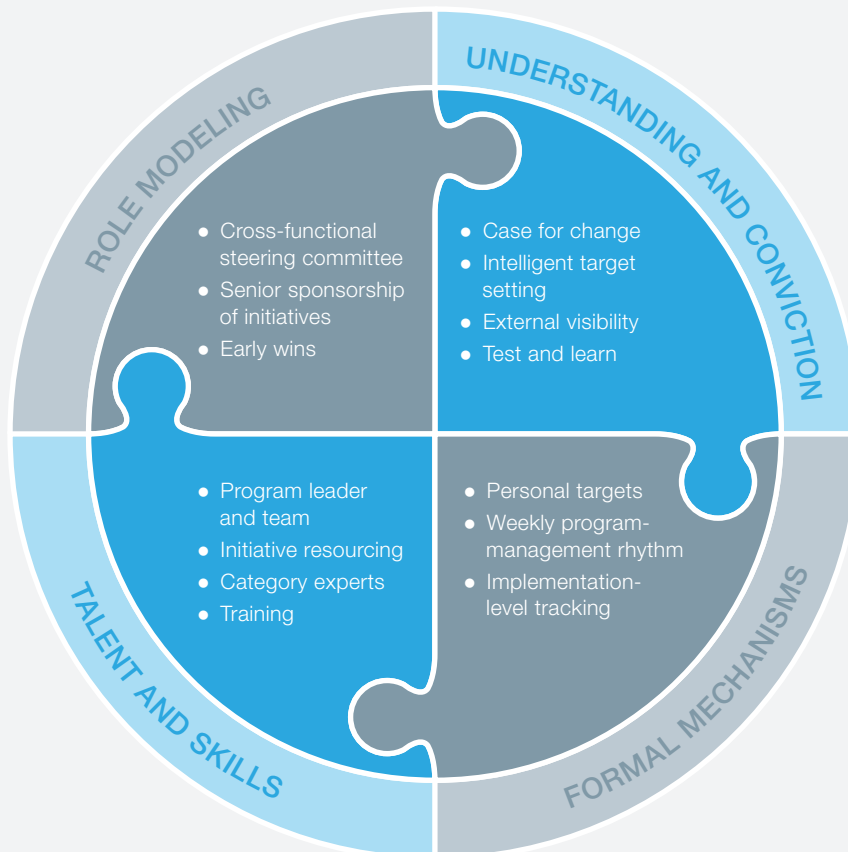 ROLE MODELING
• Cross-functional
steering committee
• Senior sponsorship
of initiatives
• Early wins
UNDERSTANDING AND CONVICTION
• Case for change
• Intelligent target
setting
• External visibility
• Test and learn
TALENT AND SKILLS
• Program leader
and team
• Initiative resourcing
• Category experts
• Training
FORMAL MECHANISMS
• Personal targets
• Weekly program-
management rhythm
• Implementation-
level tracking